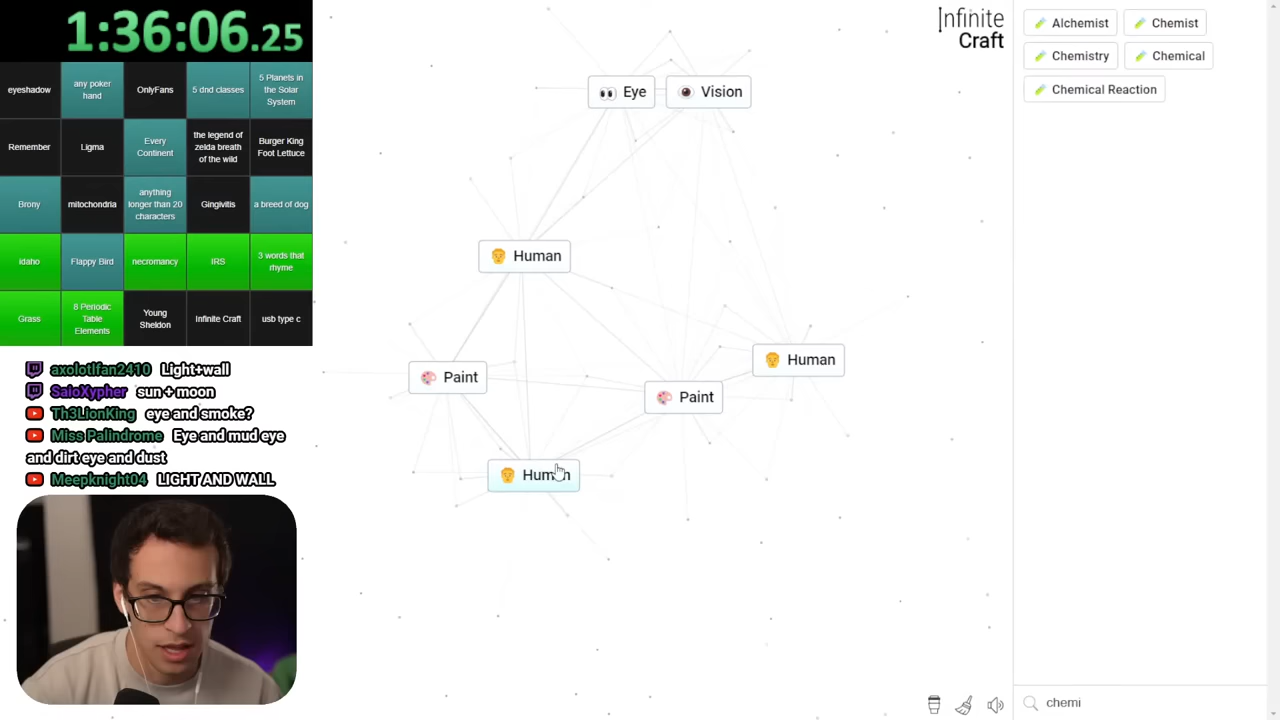 1:36:06.25
eyeshadow
any poker
hand
OnlyFans
5 dnd classes
5 Planets in
the Solar
System
Remember
Ligma
Every
Continent
the legend of
zelda breath
of the wild
Burger King
Foot Lettuce
Brony
mitochondria
anything
longer than 20
characters
Gingivitis
a breed of dog
idaho
Flappy Bird
necromancy
IRS
3 words that
rhyme
Grass
8 Periodic
Table
Elements
Young
Sheldon
Infinite Craft
usb type c
axolotlfan2410 Light+wall
SaioXypher sun + moon
Th3LionKing eye and smoke?
Miss Palindrome Eye and mud eye
and dirt eye and dust
Meepknight04 LIGHT AND WALL
Eye
Vision
Human
Human
Paint
Paint
Human
Infinite
Craft
Alchemist
Chemist
Chemistry
Chemical
Chemical Reaction
chemi